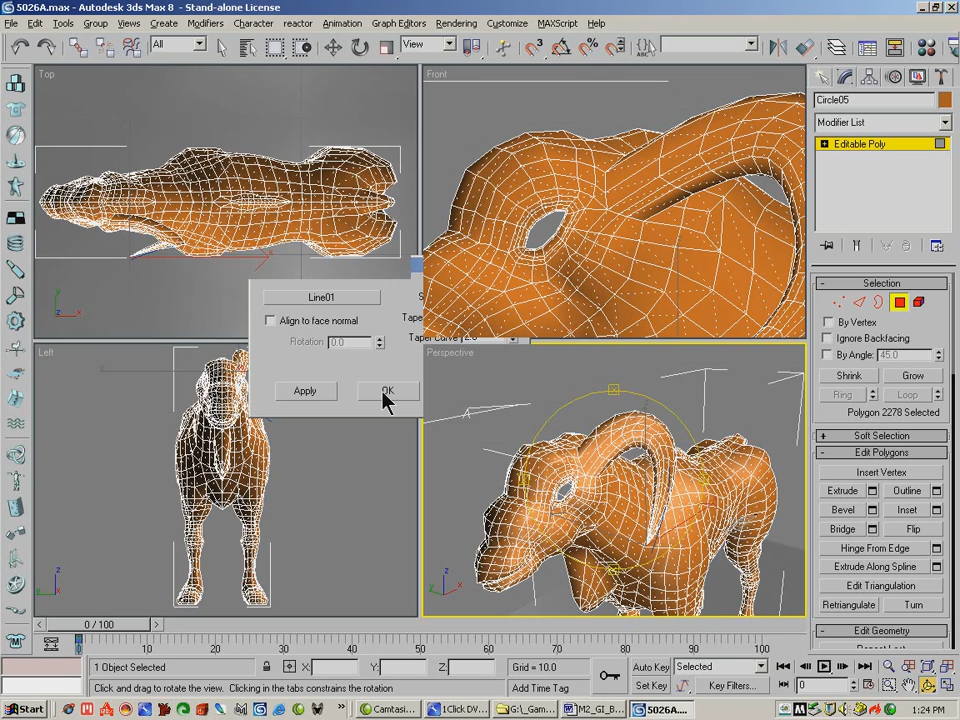 5026A.max - Autodesk 3ds Max 8 - Stand-alone License
File Edit Tools Group Views Create Modifiers Character reactor Animation Graph Editors Rendering Customize MAXScript Help
All View
Top
Front
Left
Perspective
Line01
Align to face normal
Rotation 0.0
Apply OK
Circle05
Modifier List
Editable Poly
Selection
By Vertex
Ignore Backfacing
By Angle: 45.0
Shrink Grow
Ring Loop
Polygon 2278 Selected
Soft Selection
Edit Polygons
Insert Vertex
Extrude Outline
Bevel Inset
Bridge Flip
Hinge From Edge
Extrude Along Spline
Edit Triangulation
Retriangulate Turn
Edit Geometry
0 / 100
10 20 30 40 50 60 70 80 90 100
1 Object Selected X: Y: Z: Grid = 10.0 Auto Key Selected
Click and drag to rotate the view. Clicking in the tabs constrains the rotation Add Time Tag Set Key Key Filters... 0
Start Camtasi... 1Click DV... G:\_Gam... M2_GI_B... 5026A.... 1:24 PM